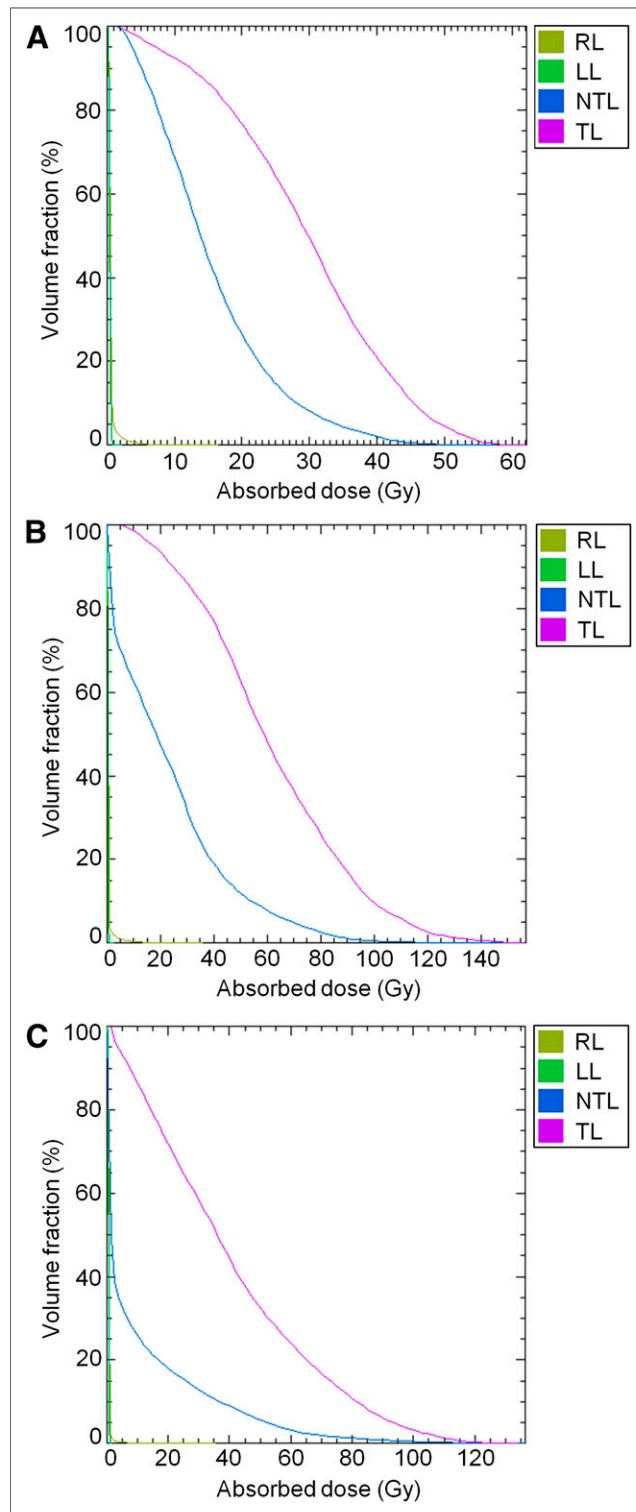 A
100
80
60
40
20
0
Volume fraction (%)
0 10 20 30 40 50 60
Absorbed dose (Gy)
RL
LL
NTL
TL
B
100
80
60
40
20
0
Volume fraction (%)
20 40 60 80 100 120 140
Absorbed dose (Gy)
RL
LL
NTL
TL
C
100
80
60
40
20
0
Volume fraction (%)
20 40 60 80 100 120
Absorbed dose (Gy)
RL
LL
NTL
TL